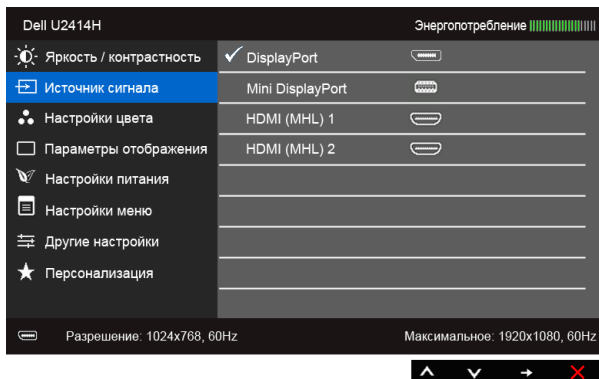 Dell U2414H Энергопотребление
Яркость / контрастность DisplayPort
Источник сигнала Mini DisplayPort
Настройки цвета HDMI (MHL) 1
Параметры отображения HDMI (MHL) 2
Настройки питания
Настройки меню
Другие настройки
Персонализация
Разрешение: 1024x768, 60Hz Максимальное: 1920x1080, 60Hz